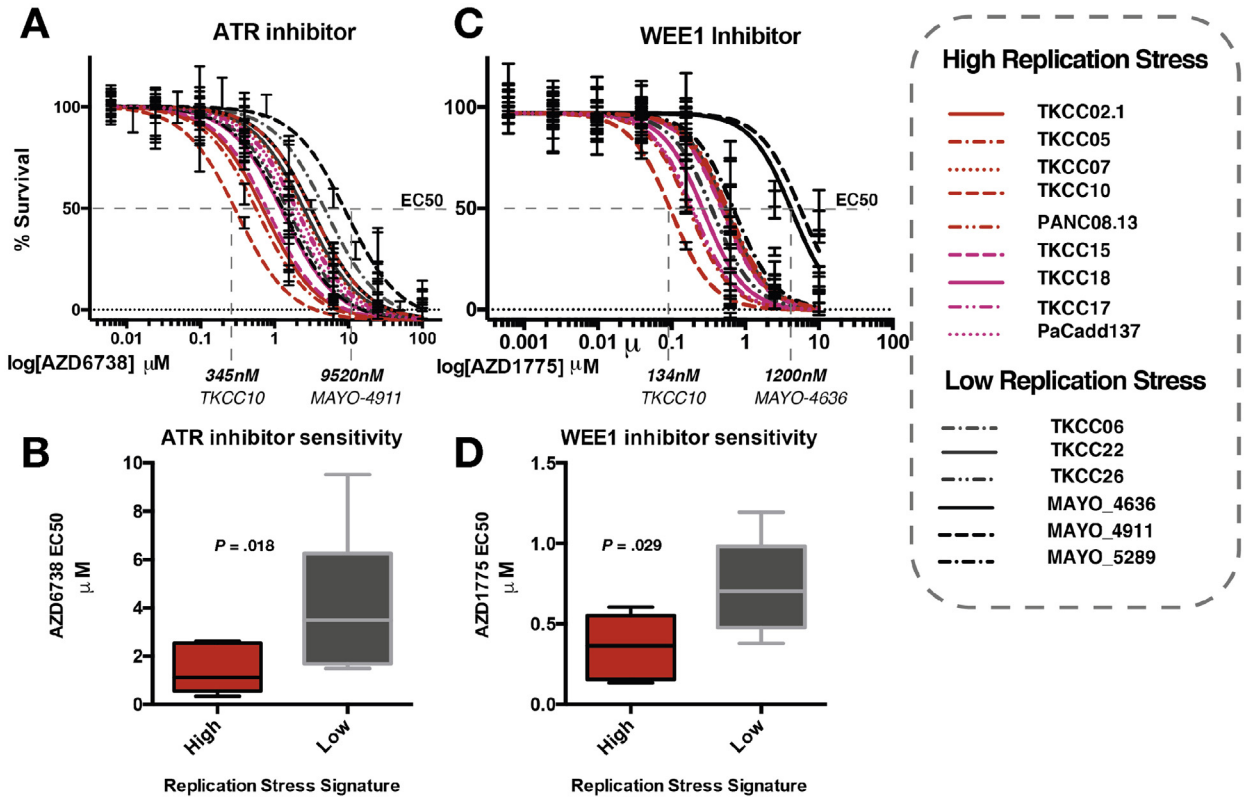 A
ATR inhibitor
% Survival
100
50
0
EC50
0.01 0.1 1 10 100
log[AZD6738] μM
345nM
TKCC10
9520nM
MAYO-4911
C
WEE1 Inhibitor
100
50
0
EC50
0.001 0.01 0.1 1 10 100
μ
log[AZD1775] μM
134nM
TKCC10
1200nM
MAYO-4636
High Replication Stress
TKCC02.1
TKCC05
TKCC07
TKCC10
PANC08.13
TKCC15
TKCC18
TKCC17
PaCadd137
Low Replication Stress
TKCC06
TKCC22
TKCC26
MAYO_4636
MAYO_4911
MAYO_5289
B
ATR inhibitor sensitivity
AZD6738 EC50
μ M
10
8
6
4
2
0
P = .018
High Low
Replication Stress Signature
D
WEE1 inhibitor sensitivity
AZD1775 EC50
μ M
1.5
1.0
0.5
0.0
P = .029
High Low
Replication Stress Signature